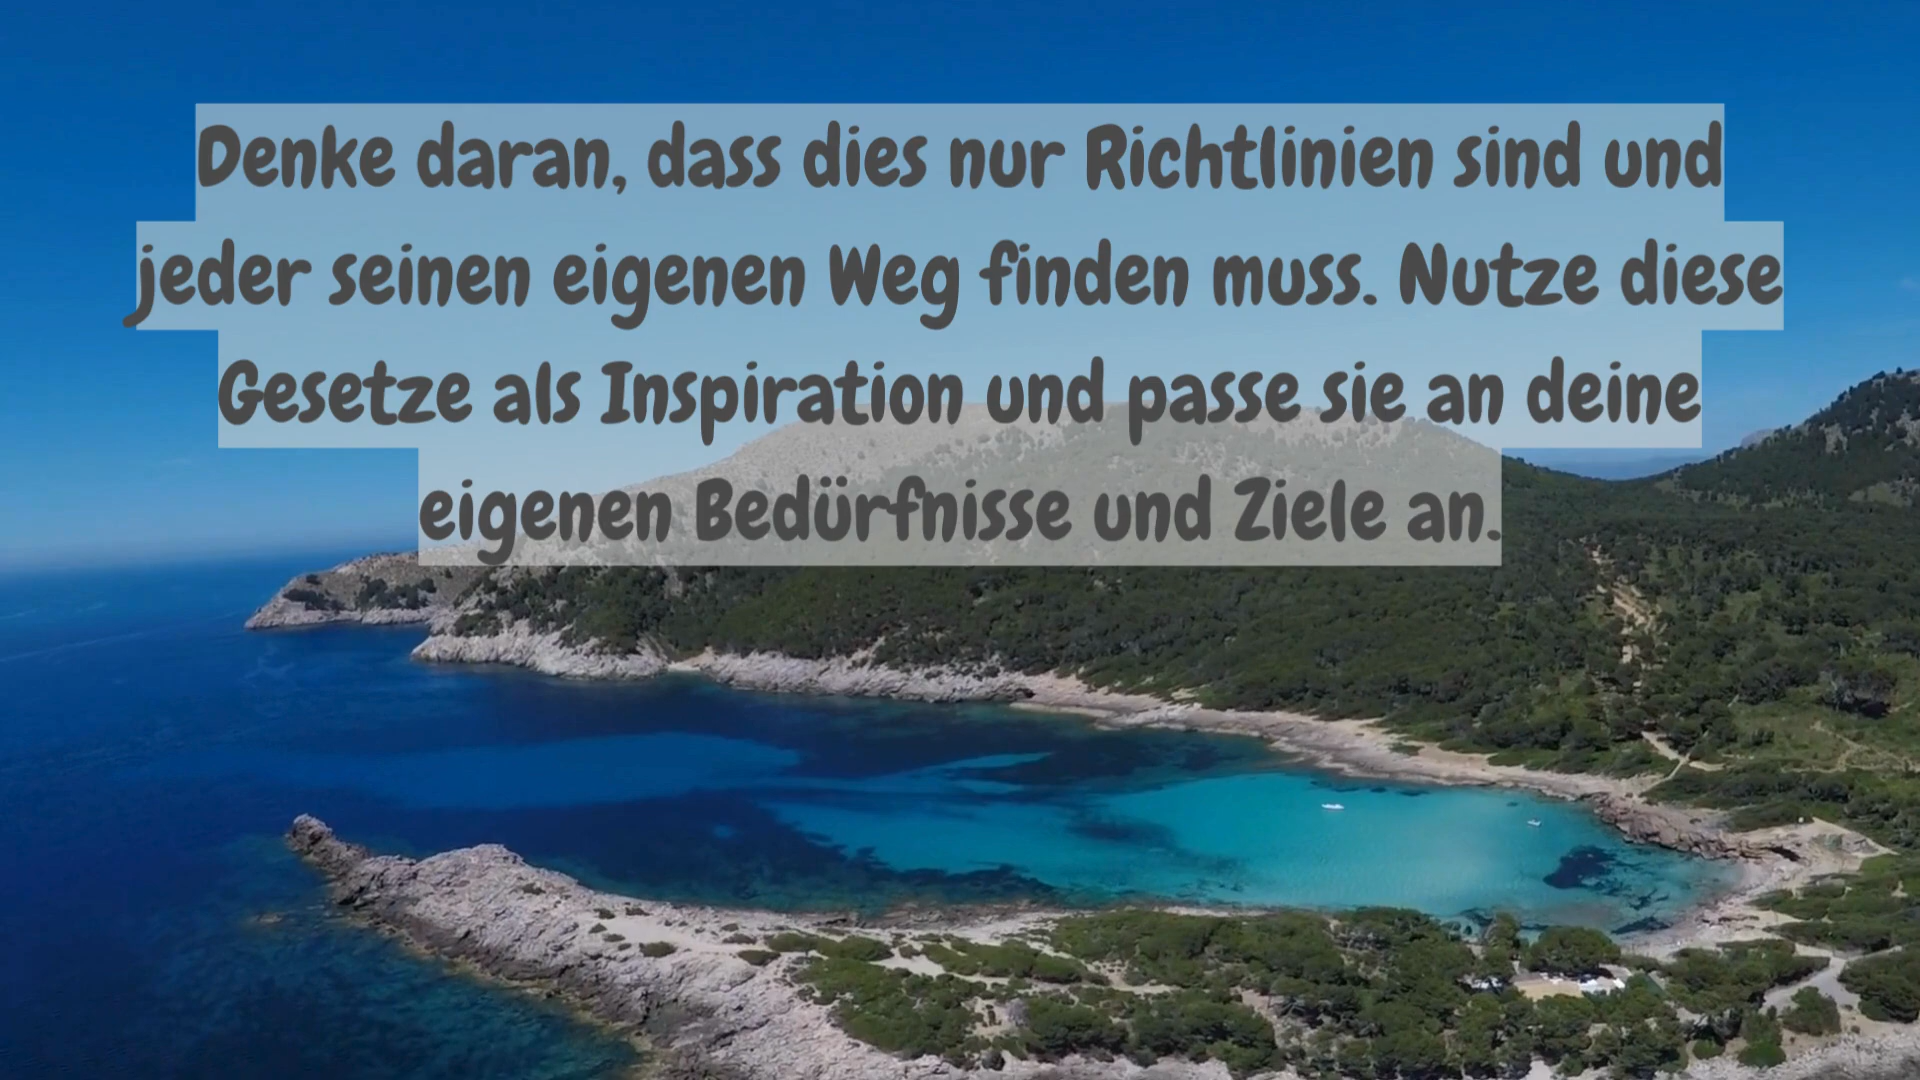 Denke daran, dass dies nur Richtlinien sind und
jeder seinen eigenen Weg finden muss. Nutze diese
Gesetze als Inspiration und passe sie an deine
eigenen Bedürfnisse und Ziele an.